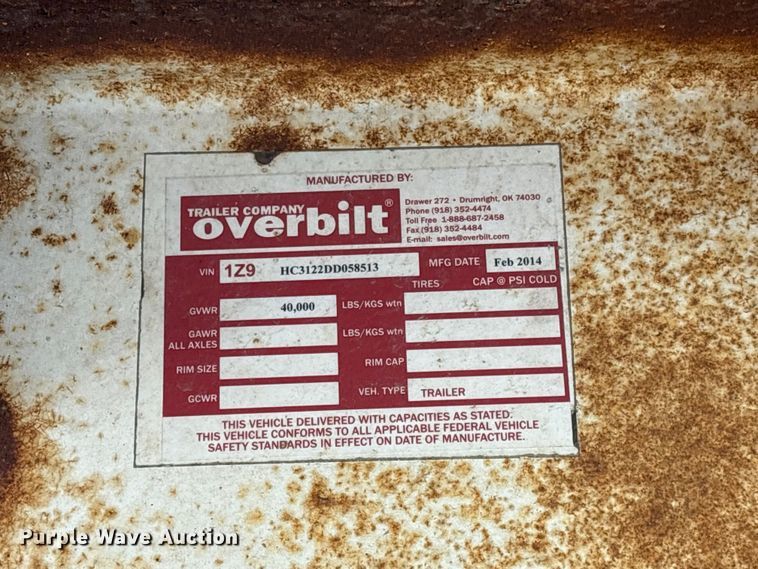 MANUFACTURED BY:
TRAILER COMPANY
overbilt®
Drawer 272 • Drumright, OK 74030
Phone (918) 352-4474
Toll Free 1-888-687-2458
Fax (918) 352-4484
E-mail: sales@overbilt.com
VIN 1Z9 HC3122DD058513 MFG DATE Feb 2014
TIRES CAP @ PSI COLD
GVWR 40,000 LBS/KGS wtn
GAWR ALL AXLES LBS/KGS wtn
RIM SIZE RIM CAP
GCWR VEH. TYPE TRAILER
THIS VEHICLE DELIVERED WITH CAPACITIES AS STATED.
THIS VEHICLE CONFORMS TO ALL APPLICABLE FEDERAL VEHICLE
SAFETY STANDARDS IN EFFECT ON DATE OF MANUFACTURE.
Purple Wave Auction